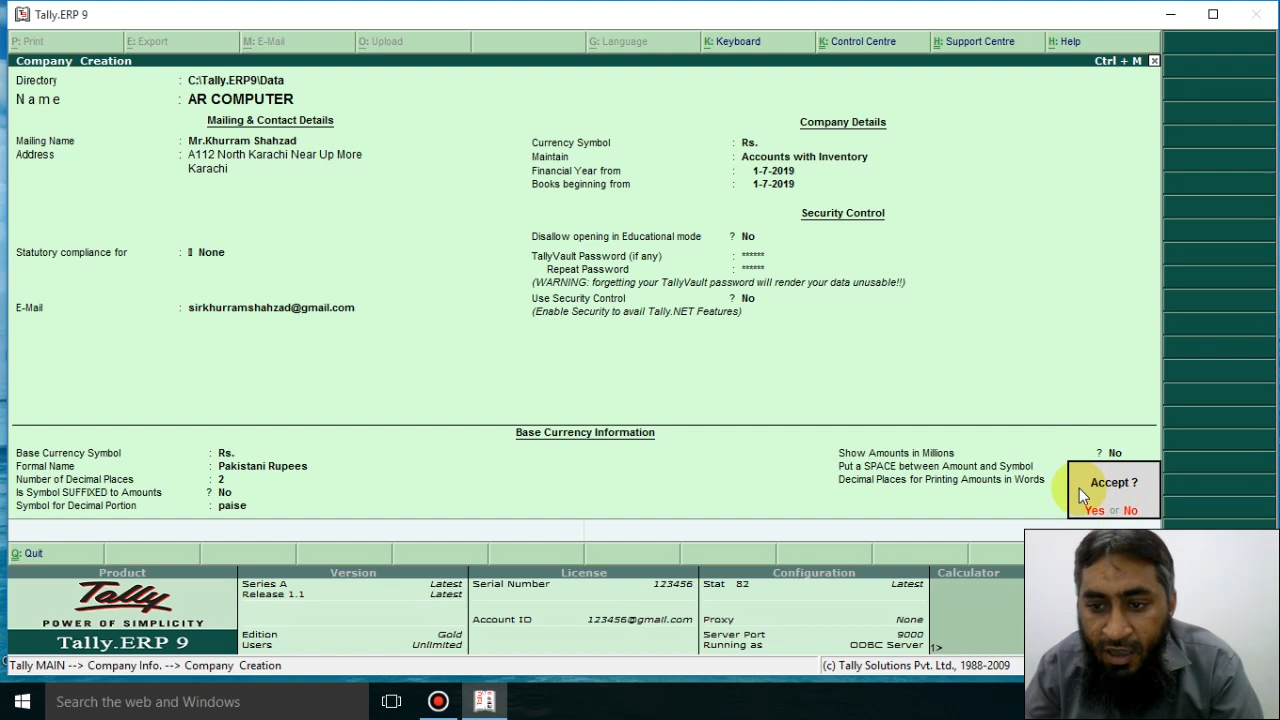 Tally.ERP 9
P: Print E: Export M: E-Mail O: Upload G: Language K: Keyboard K: Control Centre H: Support Centre H: Help
Company Creation Ctrl + M
Directory : C:\Tally.ERP9\Data
Name : AR COMPUTER
Mailing & Contact Details
Company Details
Mailing Name : Mr.Khurram Shahzad
Currency Symbol : Rs.
Address : A112 North Karachi Near Up More
Maintain : Accounts with Inventory
Karachi
Financial Year from : 1-7-2019
Books beginning from : 1-7-2019
Security Control
Disallow opening in Educational mode ? No
Statutory compliance for : None
TallyVault Password (if any) : ******
Repeat Password : ******
(WARNING: forgetting your TallyVault password will render your data unusable!!)
Use Security Control ? No
E-Mail : sirkhurramshahzad@gmail.com
(Enable Security to avail Tally.NET Features)
Base Currency Information
Base Currency Symbol : Rs.
Show Amounts in Millions ? No
Formal Name : Pakistani Rupees
Put a SPACE between Amount and Symbol
Number of Decimal Places : 2
Decimal Places for Printing Amounts in Words
Accept ?
Is Symbol SUFFIXED to Amounts ? No
Symbol for Decimal Portion : paise
Yes or No
Q: Quit
Product Version License Configuration Calculator
Series A Latest Serial Number 123456 Stat 82 Latest
Release 1.1 Latest
Tally
POWER OF SIMPLICITY
Account ID 123456@gmail.com Proxy None
Edition Gold Server Port 9000
Tally.ERP 9
Users Unlimited Running as ODBC Server 1>
Tally MAIN --> Company Info. --> Company Creation (c) Tally Solutions Pvt. Ltd., 1988-2009
Search the web and Windows